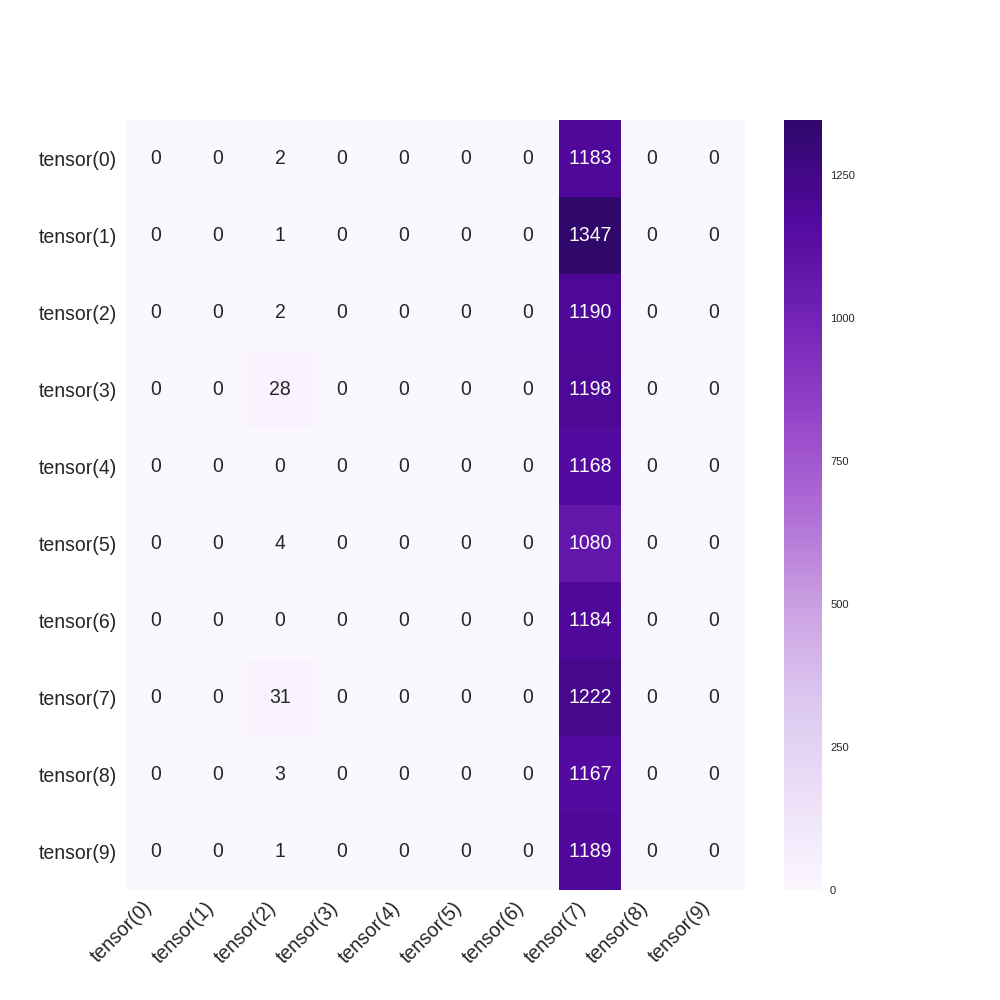 tensor(0) 0 0 2 0 0 0 0 1183 0 0
tensor(1) 0 0 1 0 0 0 0 1347 0 0
tensor(2) 0 0 2 0 0 0 0 1190 0 0
tensor(3) 0 0 28 0 0 0 0 1198 0 0
tensor(4) 0 0 0 0 0 0 0 1168 0 0
tensor(5) 0 0 4 0 0 0 0 1080 0 0
tensor(6) 0 0 0 0 0 0 0 1184 0 0
tensor(7) 0 0 31 0 0 0 0 1222 0 0
tensor(8) 0 0 3 0 0 0 0 1167 0 0
tensor(9) 0 0 1 0 0 0 0 1189 0 0
tensor(0) tensor(1) tensor(2) tensor(3) tensor(4) tensor(5) tensor(6) tensor(7) tensor(8) tensor(9)
1250
1000
750
500
250
0